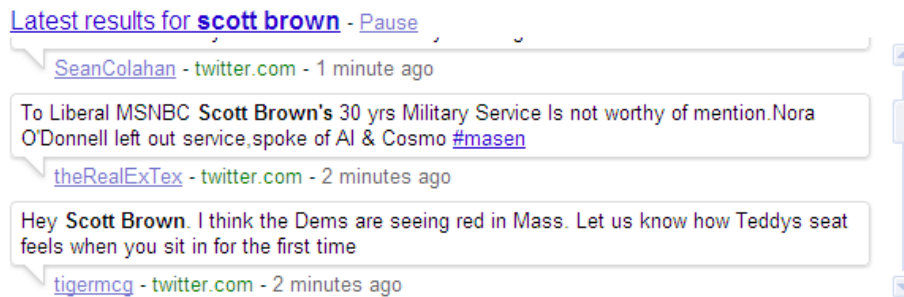 Latest results for scott brown - Pause
SeanColahan - twitter.com - 1 minute ago
To Liberal MSNBC Scott Brown's 30 yrs Military Service Is not worthy of mention.Nora
O'Donnell left out service,spoke of AI & Cosmo #masen
theRealExTex - twitter.com - 2 minutes ago
Hey Scott Brown. I think the Dems are seeing red in Mass. Let us know how Teddys seat
feels when you sit in for the first time
tigermcg - twitter.com - 2 minutes ago